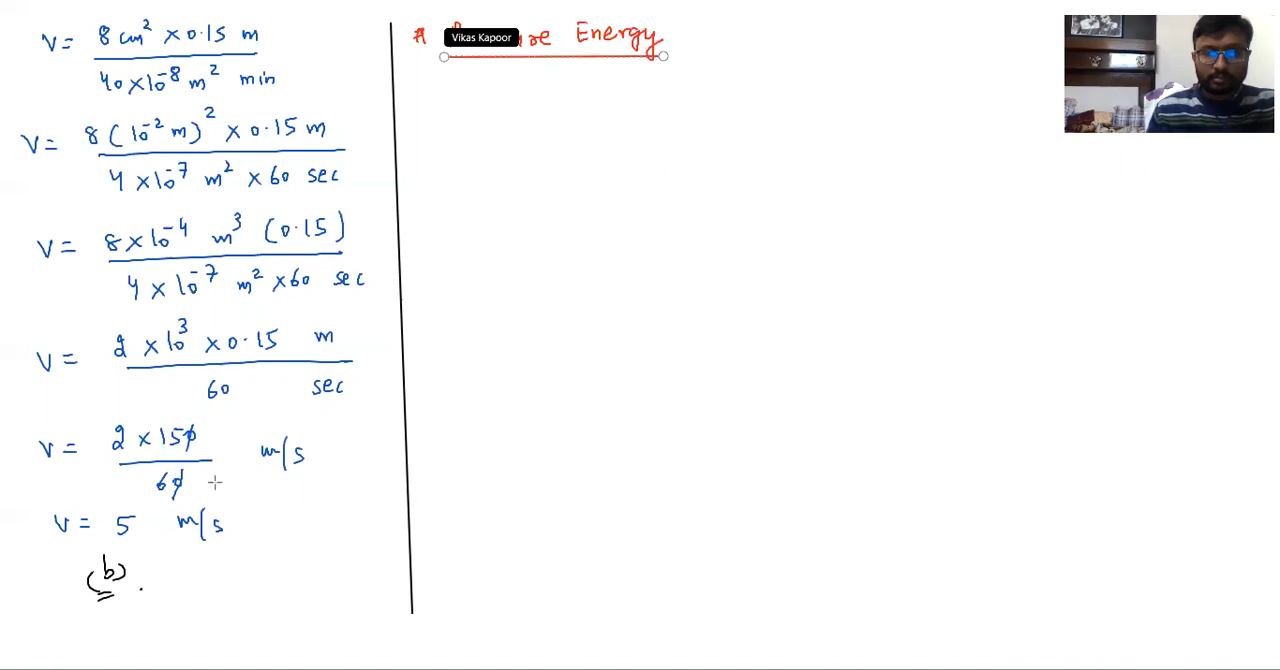 V = 8 cm² × 0.15 m / 40 × 10⁻⁸ m² min
V = 8 (10⁻² m)² × 0.15 m / 4 × 10⁻⁷ m² × 60 sec
V = 8 × 10⁻⁴ m³ (0.15) / 4 × 10⁻⁷ m² × 60 sec
V = 2 × 10³ × 0.15 m / 60 sec
V = 2 × 150 / 60 m/s
V = 5 m/s
(b).
Energy
Vikas Kapoor